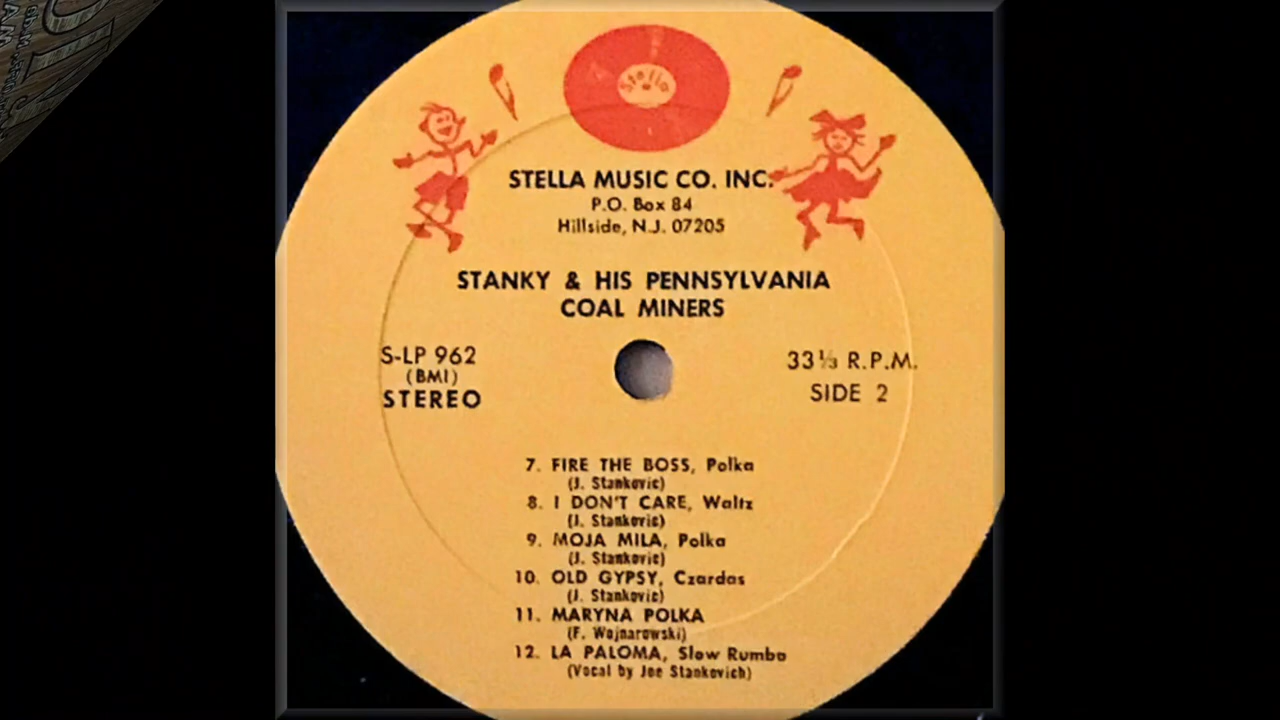 Stella
STELLA MUSIC CO. INC.
P.O. Box 84
Hillside, N.J. 07205
STANKY & HIS PENNSYLVANIA
COAL MINERS
S-LP 962
(BMI)
STEREO
33⅓ R.P.M.
SIDE 2
7. FIRE THE BOSS, Polka
(J. Stankovic)
8. I DON'T CARE, Waltz
(J. Stankovic)
9. MOJA MILA, Polka
(J. Stankovic)
10. OLD GYPSY, Czardas
(J. Stankovic)
11. MARYNA POLKA
(F. Wojnarowski)
12. LA PALOMA, Slow Rumba
(Vocal by Joe Stankovich)